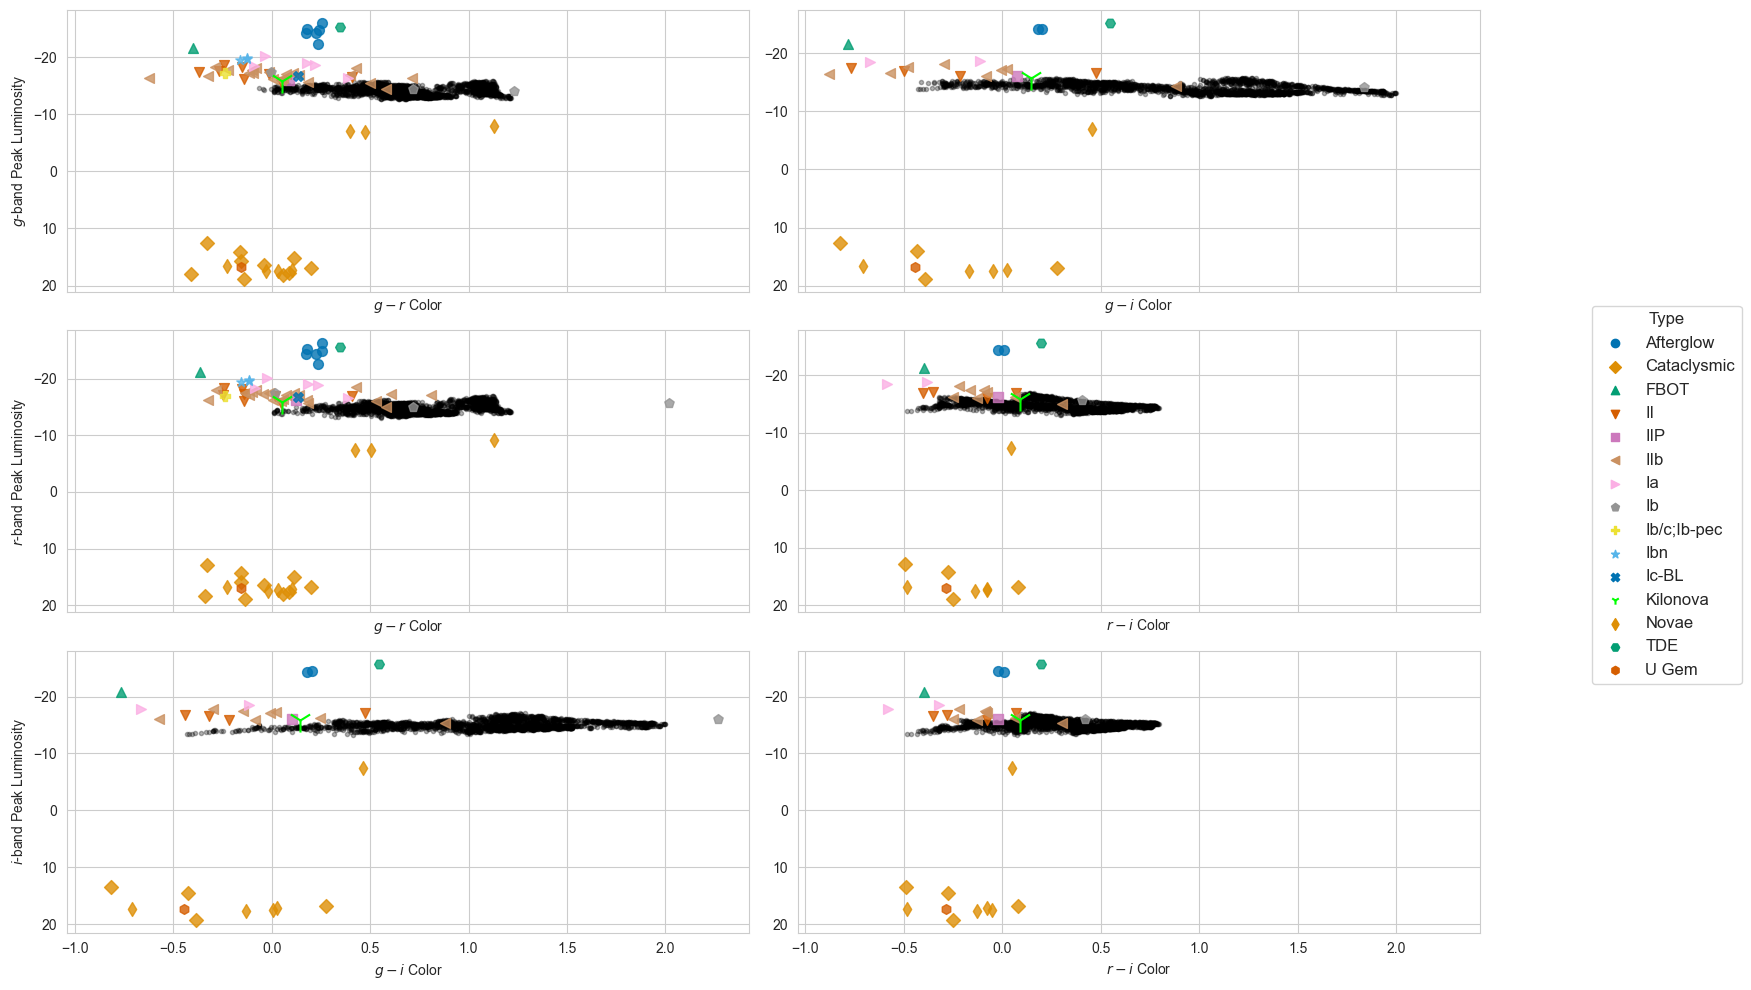 −20
−10
0
10
20
g-band Peak Luminosity
g − r Color
−20
−10
0
10
20
g − i Color
−20
−10
0
10
20
r-band Peak Luminosity
g − r Color
−20
−10
0
10
20
r − i Color
−20
−10
0
10
20
i-band Peak Luminosity
−1.0 −0.5 0.0 0.5 1.0 1.5 2.0
g − i Color
−20
−10
0
10
20
−1.0 −0.5 0.0 0.5 1.0 1.5 2.0
r − i Color
Type
Afterglow
Cataclysmic
FBOT
II
IIP
IIb
Ia
Ib
Ib/c;Ib-pec
Ibn
Ic-BL
Kilonova
Novae
TDE
U Gem